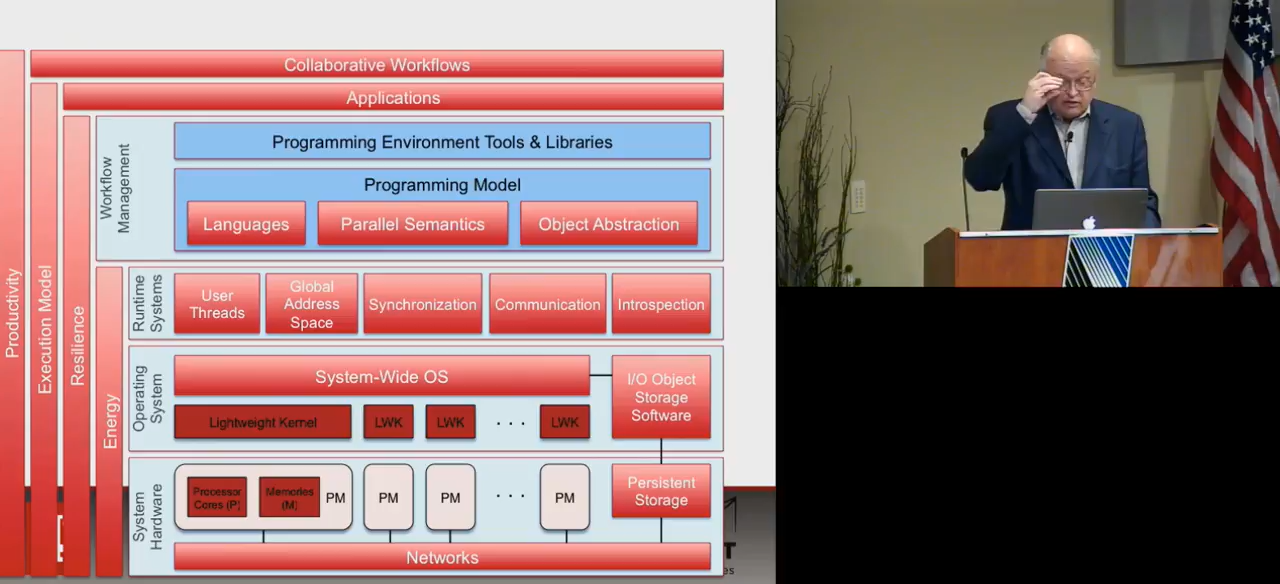 Collaborative Workflows
Applications
Programming Environment Tools & Libraries
Workflow
Management
Programming Model
Languages
Parallel Semantics
Object Abstraction
Productivity
Execution Model
Resilience
Energy
Runtime
Systems
User
Threads
Global
Address
Space
Synchronization
Communication
Introspection
Operating
System
System-Wide OS
I/O Object
Storage
Software
Lightweight Kernel
LWK
LWK
. . .
LWK
System
Hardware
Processor
Cores (P)
Memories
(M)
PM
PM
PM
. . .
PM
Persistent
Storage
Networks